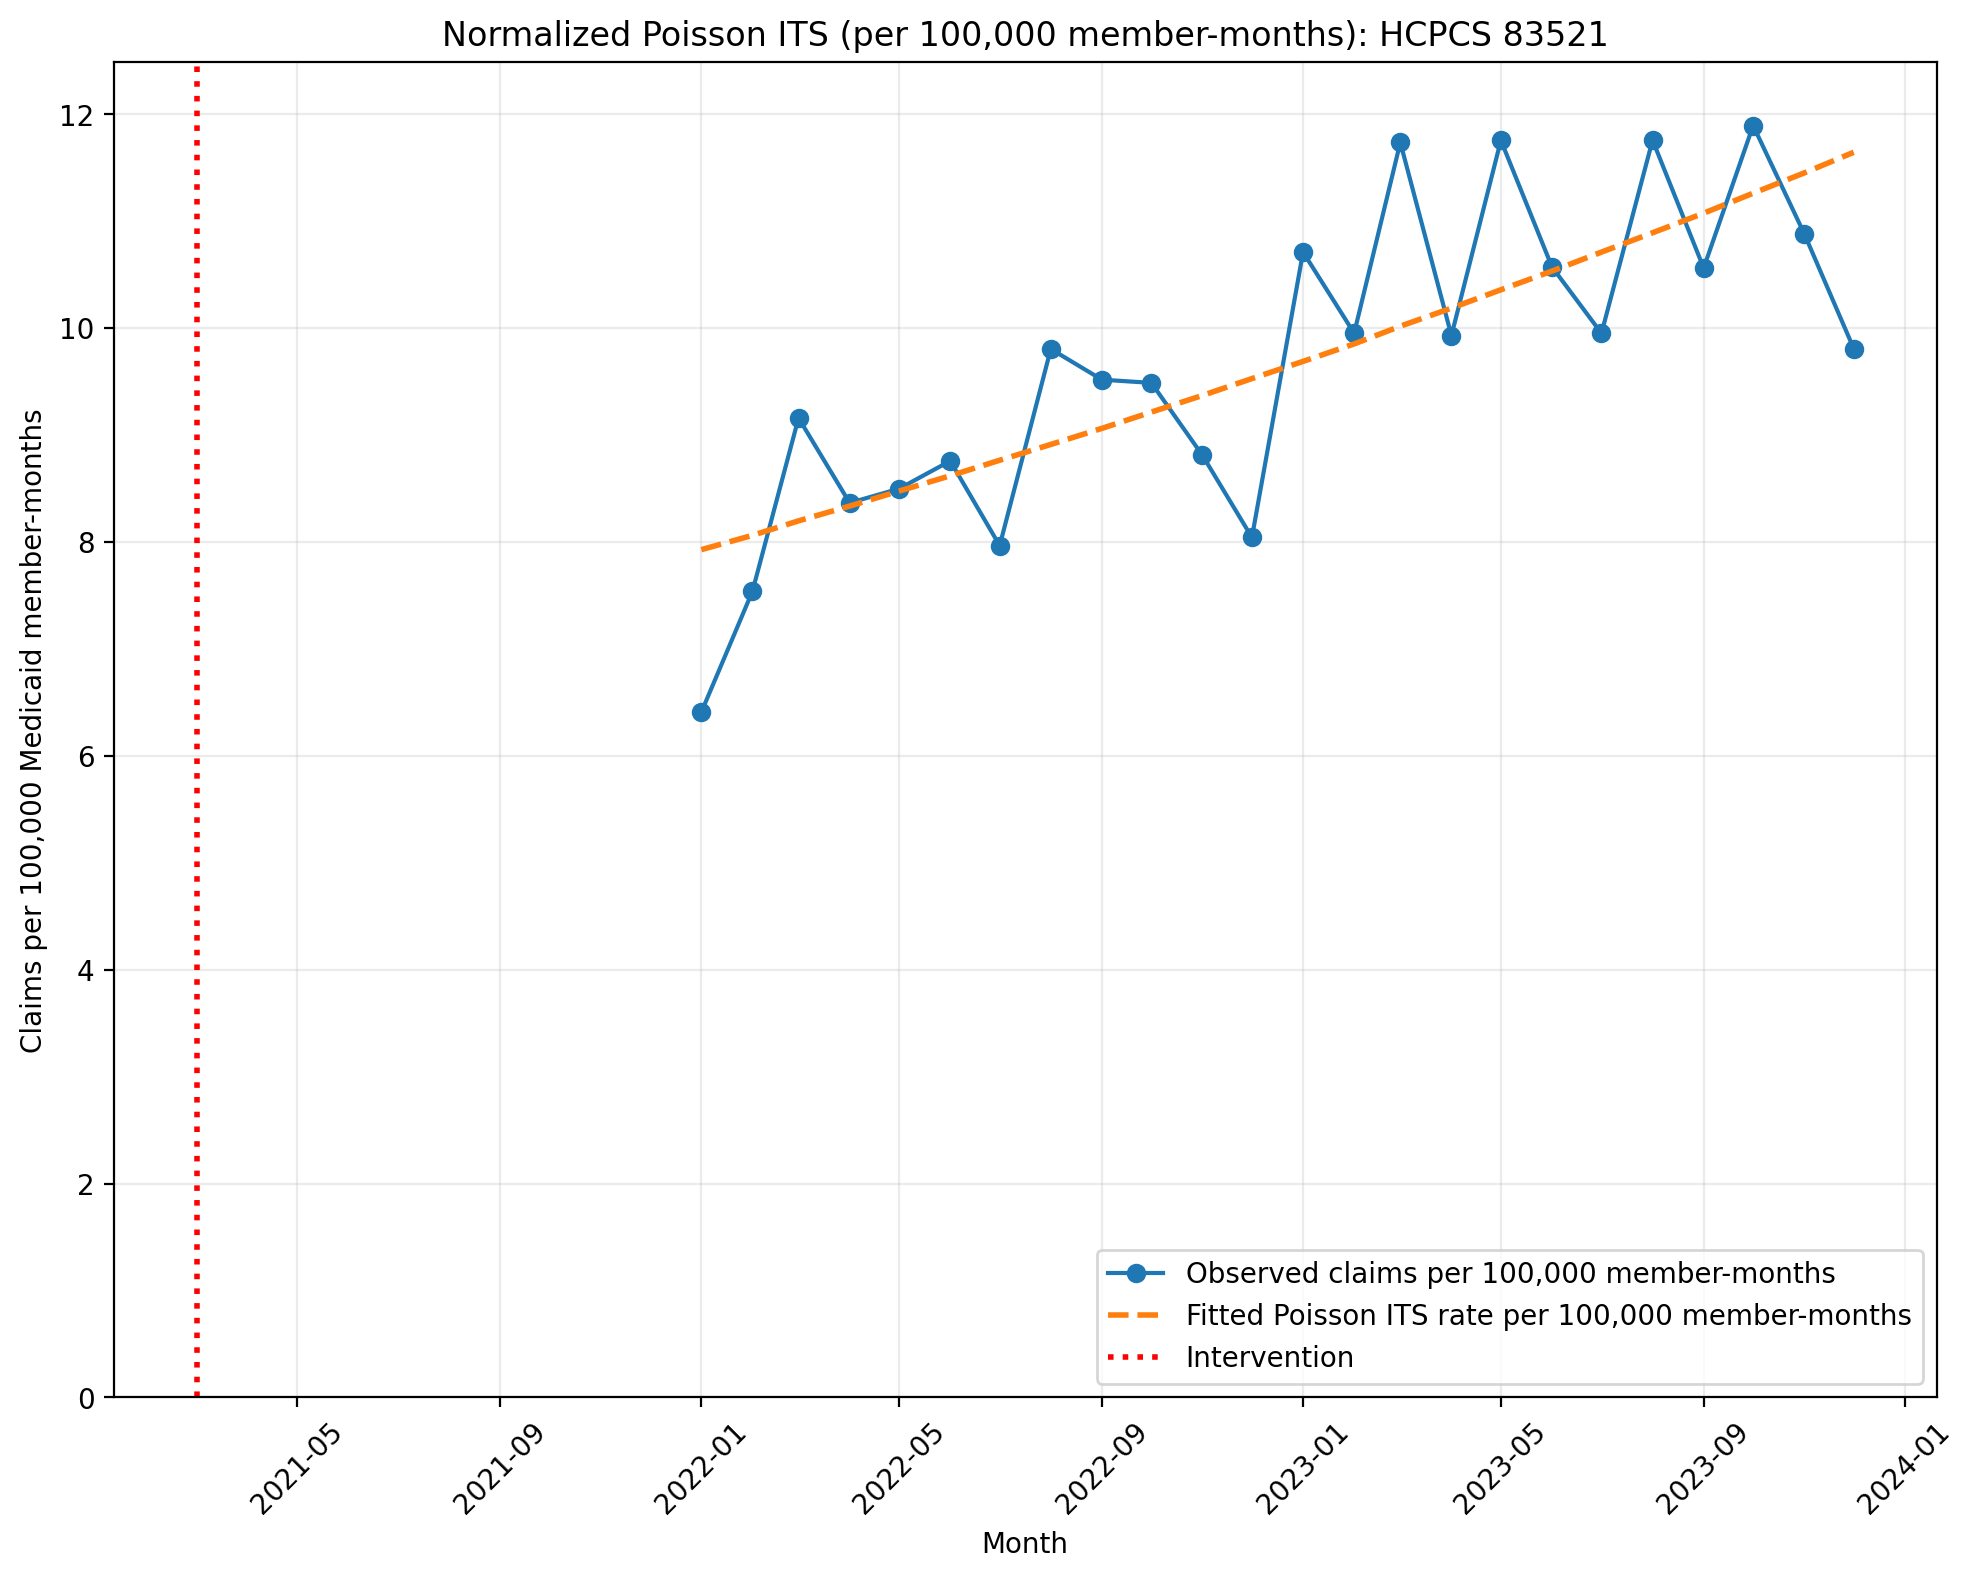 Normalized Poisson ITS (per 100,000 member-months): HCPCS 83521
Claims per 100,000 Medicaid member-months
12
10
8
6
4
2
0
Observed claims per 100,000 member-months
Fitted Poisson ITS rate per 100,000 member-months
Intervention
2021-05
2021-09
2022-01
2022-05
2022-09
2023-01
2023-05
2023-09
2024-01
Month